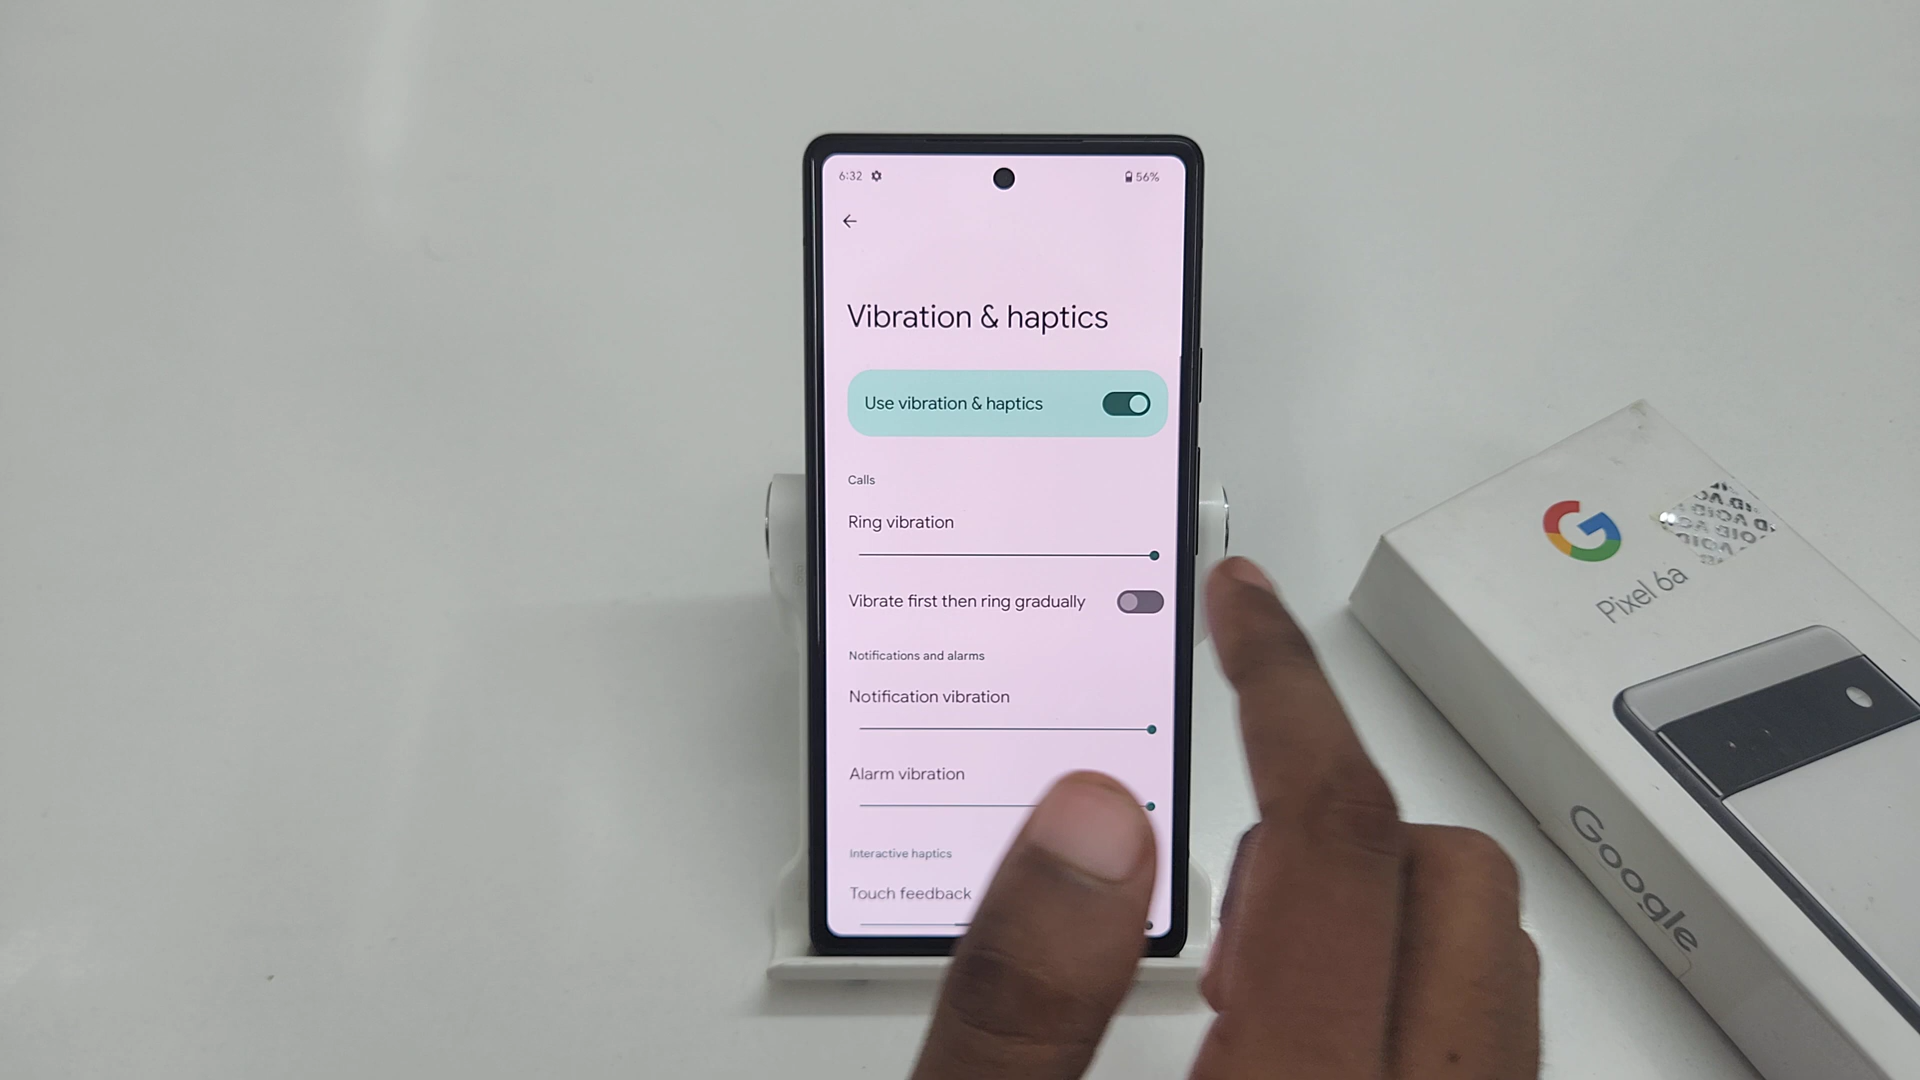 6:32
56%
Vibration & haptics
Use vibration & haptics
Calls
Ring vibration
Vibrate first then ring gradually
Notifications and alarms
Notification vibration
Alarm vibration
Interactive haptics
Touch feedback
G
Pixel 6a
Google